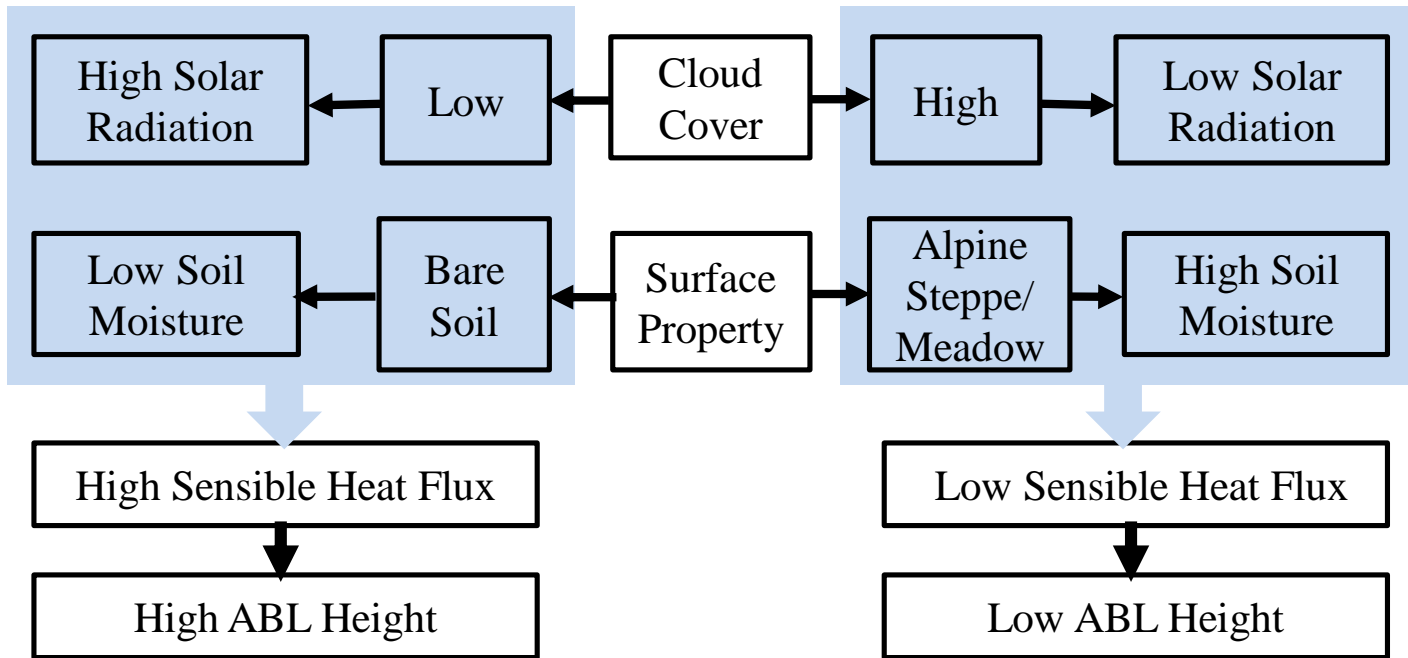 High Solar
Radiation
Low
Cloud
Cover
High
Low Solar
Radiation
Low Soil
Moisture
Bare
Soil
Surface
Property
Alpine
Steppe/
Meadow
High Soil
Moisture
High Sensible Heat Flux
Low Sensible Heat Flux
High ABL Height
Low ABL Height